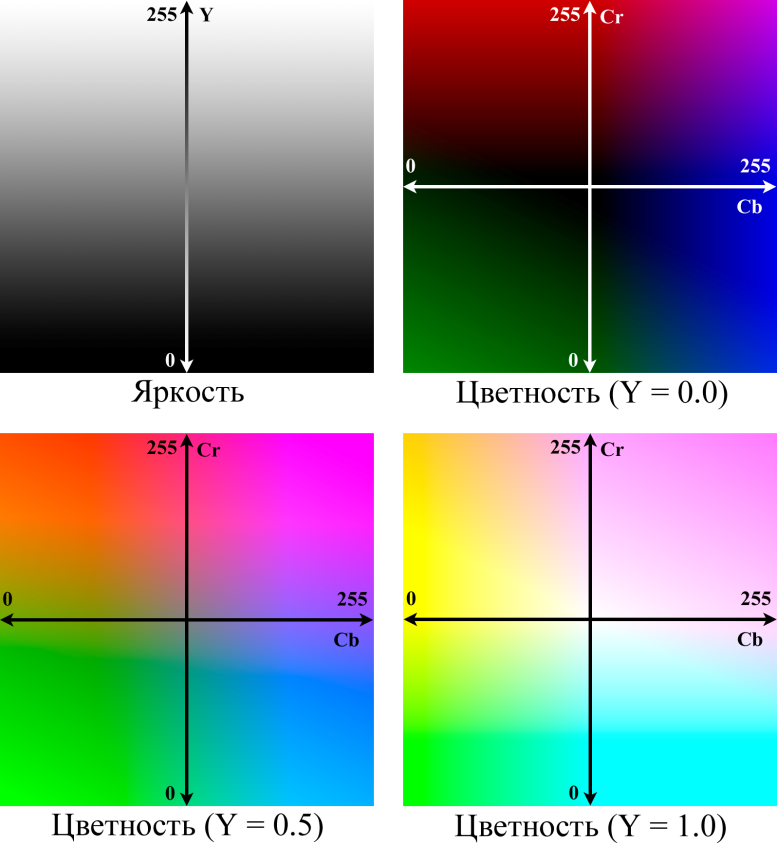 255 Y
0
Яркость
255 Cr
0 255
Cb
0
Цветность (Y = 0.0)
255 Cr
0 255
Cb
0
Цветность (Y = 0.5)
255 Cr
0 255
Cb
0
Цветность (Y = 1.0)